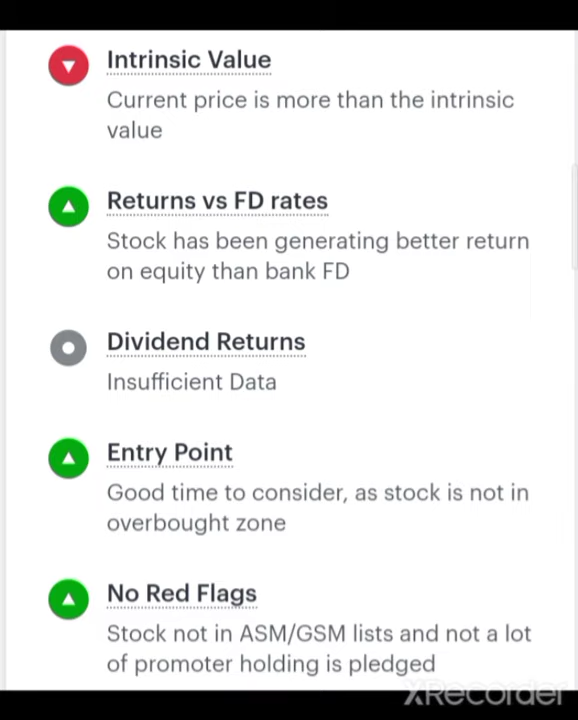 Intrinsic Value
Current price is more than the intrinsic
value
Returns vs FD rates
Stock has been generating better return
on equity than bank FD
Dividend Returns
Insufficient Data
Entry Point
Good time to consider, as stock is not in
overbought zone
No Red Flags
Stock not in ASM/GSM lists and not a lot
of promoter holding is pledged
XRecorder